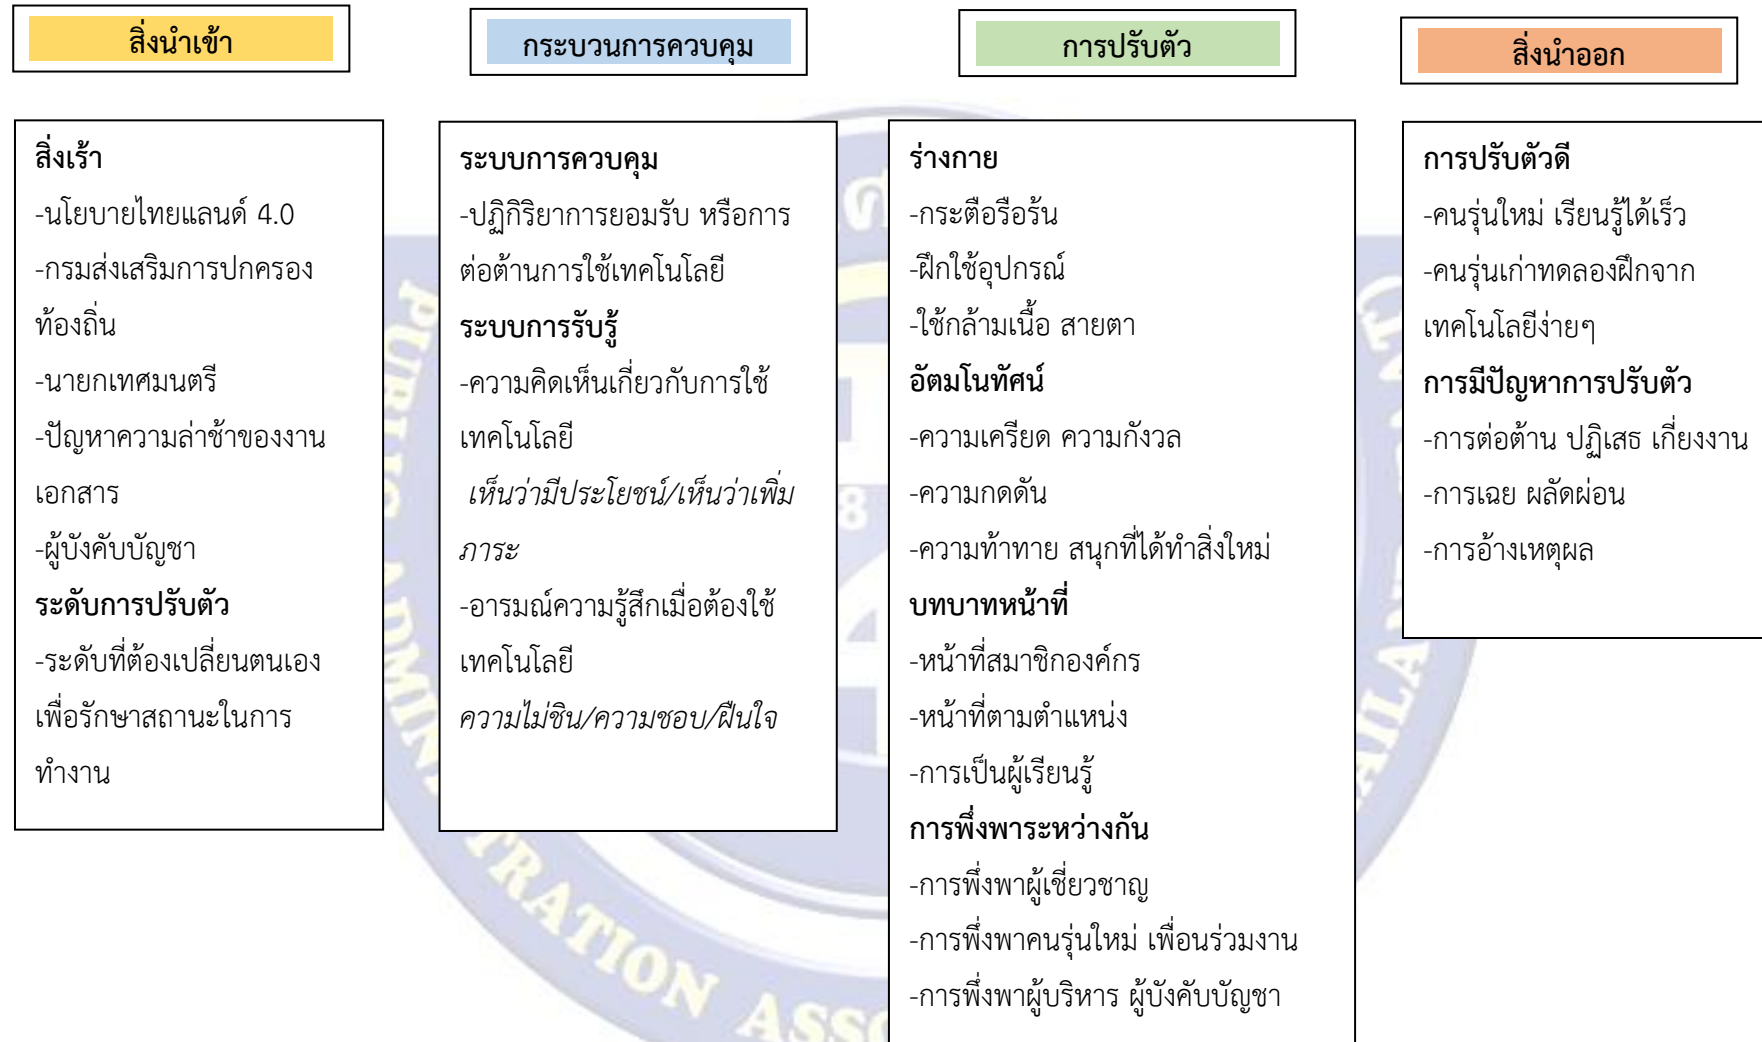 สิ่งนำเข้า
กระบวนการควบคุม
การปรับตัว
สิ่งนำออก
สิ่งเร้า
-นโยบายไทยแลนด์ 4.0
-กรมส่งเสริมการปกครอง
ท้องถิ่น
-นายกเทศมนตรี
-ปัญหาความล่าช้าของงาน
เอกสาร
-ผู้บังคับบัญชา
ระดับการปรับตัว
-ระดับที่ต้องเปลี่ยนตนเอง
เพื่อรักษาสถานะในการ
ทำงาน
ระบบการควบคุม
-ปฏิกิริยาการยอมรับ หรือการ
ต่อต้านการใช้เทคโนโลยี
ระบบการรับรู้
-ความคิดเห็นเกี่ยวกับการใช้
เทคโนโลยี
เห็นว่ามีประโยชน์/เห็นว่าเพิ่ม
ภาระ
-อารมณ์ความรู้สึกเมื่อต้องใช้
เทคโนโลยี
ความไม่ชิน/ความชอบ/ฝืนใจ
ร่างกาย
-กระตือรือร้น
-ฝึกใช้อุปกรณ์
-ใช้กล้ามเนื้อ สายตา
อัตมโนทัศน์
-ความเครียด ความกังวล
-ความกดดัน
-ความท้าทาย สนุกที่ได้ทำสิ่งใหม่
บทบาทหน้าที่
-หน้าที่สมาชิกองค์กร
-หน้าที่ตามตำแหน่ง
-การเป็นผู้เรียนรู้
การพึ่งพาระหว่างกัน
-การพึ่งพาผู้เชี่ยวชาญ
-การพึ่งพาคนรุ่นใหม่ เพื่อนร่วมงาน
-การพึ่งพาผู้บริหาร ผู้บังคับบัญชา
การปรับตัวดี
-คนรุ่นใหม่ เรียนรู้ได้เร็ว
-คนรุ่นเก่าทดลองฝึกจาก
เทคโนโลยีง่ายๆ
การมีปัญหาการปรับตัว
-การต่อต้าน ปฏิเสธ เกี่ยงงาน
-การเฉย ผลัดผ่อน
-การอ้างเหตุผล